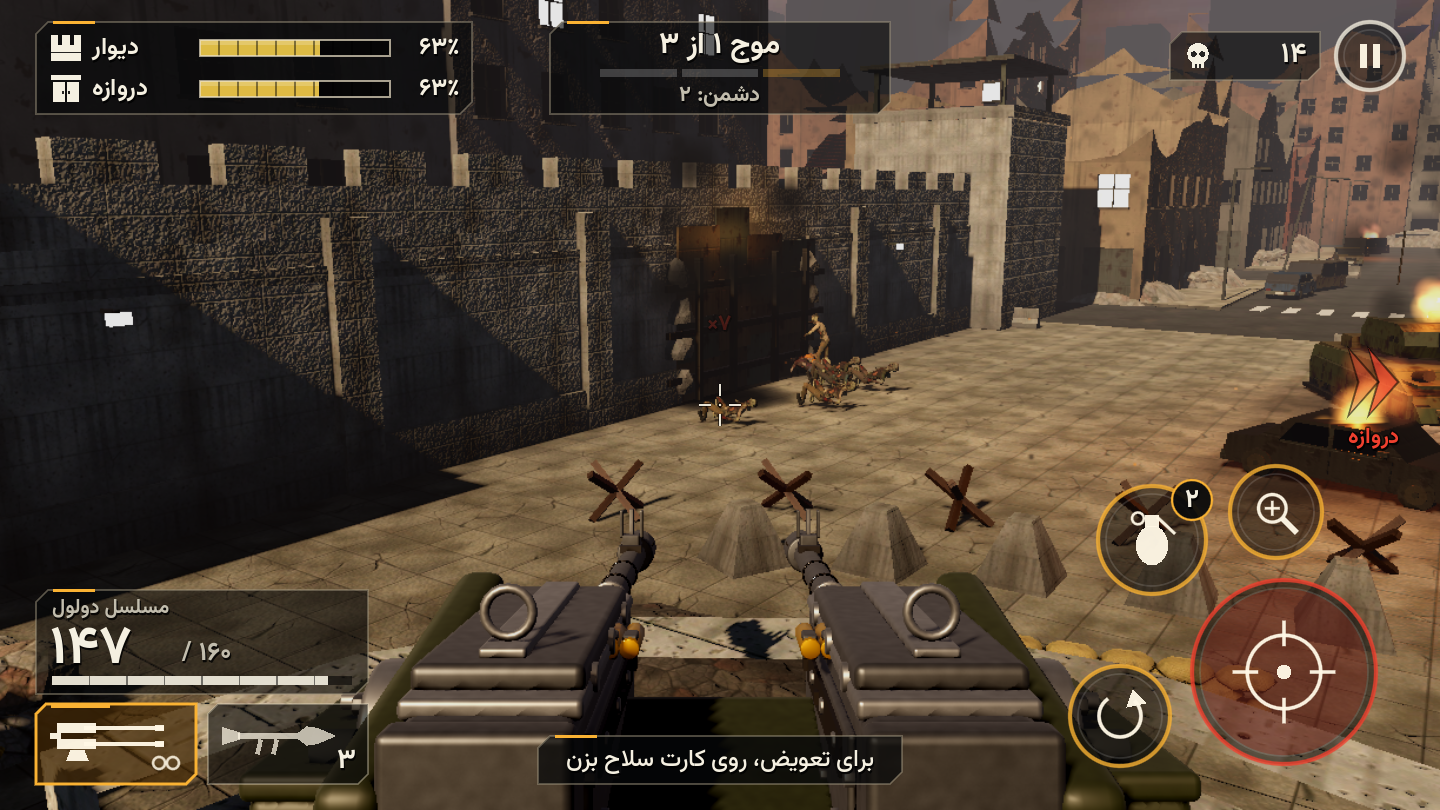 دیوار ۶۳٪
دروازه ۶۳٪
موج ۱ از ۳
دشمن: ۲
۱۴
×۷
دروازه
۲
مسلسل دولول
۱۴۷ / ۱۶۰
∞
۳
برای تعویض، روی کارت سلاح بزن